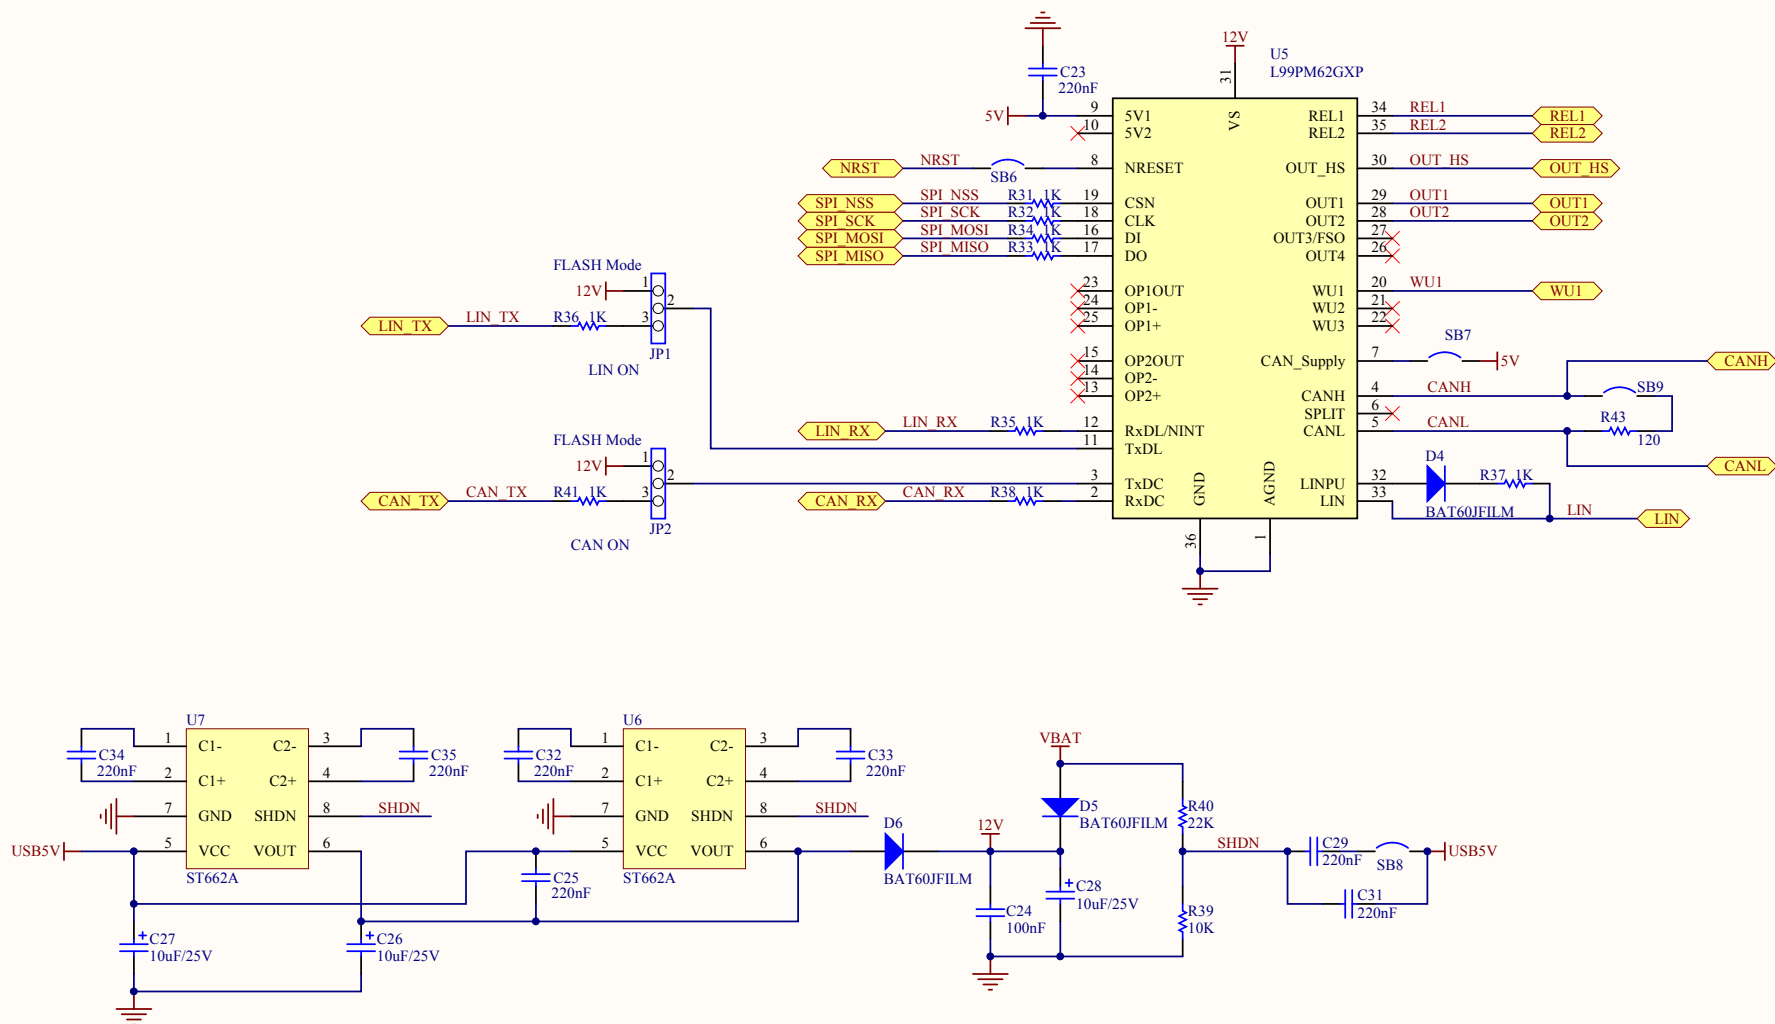 C23
220nF
12V
31
U5
L99PM62GXP
5V
9
5V1
VS
REL1
34
REL1
REL1
10
5V2
REL2
35
REL2
REL2
NRST
NRST
SB6
8
NRESET
OUT_HS
30
OUT_HS
OUT_HS
SPI_NSS
SPI_NSS
R31
1K
19
CSN
OUT1
29
OUT1
OUT1
SPI_SCK
SPI_SCK
R32
1K
18
CLK
OUT2
28
OUT2
OUT2
SPI_MOSI
SPI_MOSI
R34
1K
16
DI
OUT3/FSO
27
SPI_MISO
SPI_MISO
R33
1K
17
DO
OUT4
26
FLASH Mode
12V
1
2
3
LIN_TX
LIN_TX
R36
1K
JP1
LIN ON
23
OP1OUT
WU1
20
WU1
WU1
24
OP1-
WU2
21
25
OP1+
WU3
22
SB7
15
OP2OUT
CAN_Supply
7
5V
CANH
14
OP2-
13
OP2+
CANH
4
CANH
SB9
SPLIT
6
R43
120
LIN_RX
LIN_RX
R35
1K
12
RxDL/NINT
CANL
5
CANL
11
TxDL
CANL
FLASH Mode
12V
1
2
3
CAN_TX
CAN_TX
R41
1K
JP2
CAN ON
3
TxDC
LINPU
32
D4
BAT60JFILM
R37
1K
CAN_RX
CAN_RX
R38
1K
2
RxDC
LIN
33
LIN
LIN
GND
AGND
36
1
U7
1
C1-
C2-
3
C34
220nF
C35
220nF
2
C1+
C2+
4
7
GND
SHDN
8
SHDN
USB5V
5
VCC
VOUT
6
ST662A
C27
10uF/25V
C26
10uF/25V
U6
1
C1-
C2-
3
C32
220nF
C33
220nF
2
C1+
C2+
4
7
GND
SHDN
8
SHDN
5
VCC
VOUT
6
ST662A
C25
220nF
D6
BAT60JFILM
12V
VBAT
D5
BAT60JFILM
R40
22K
SHDN
C29
220nF
SB8
USB5V
C31
220nF
C24
100nF
C28
10uF/25V
R39
10K